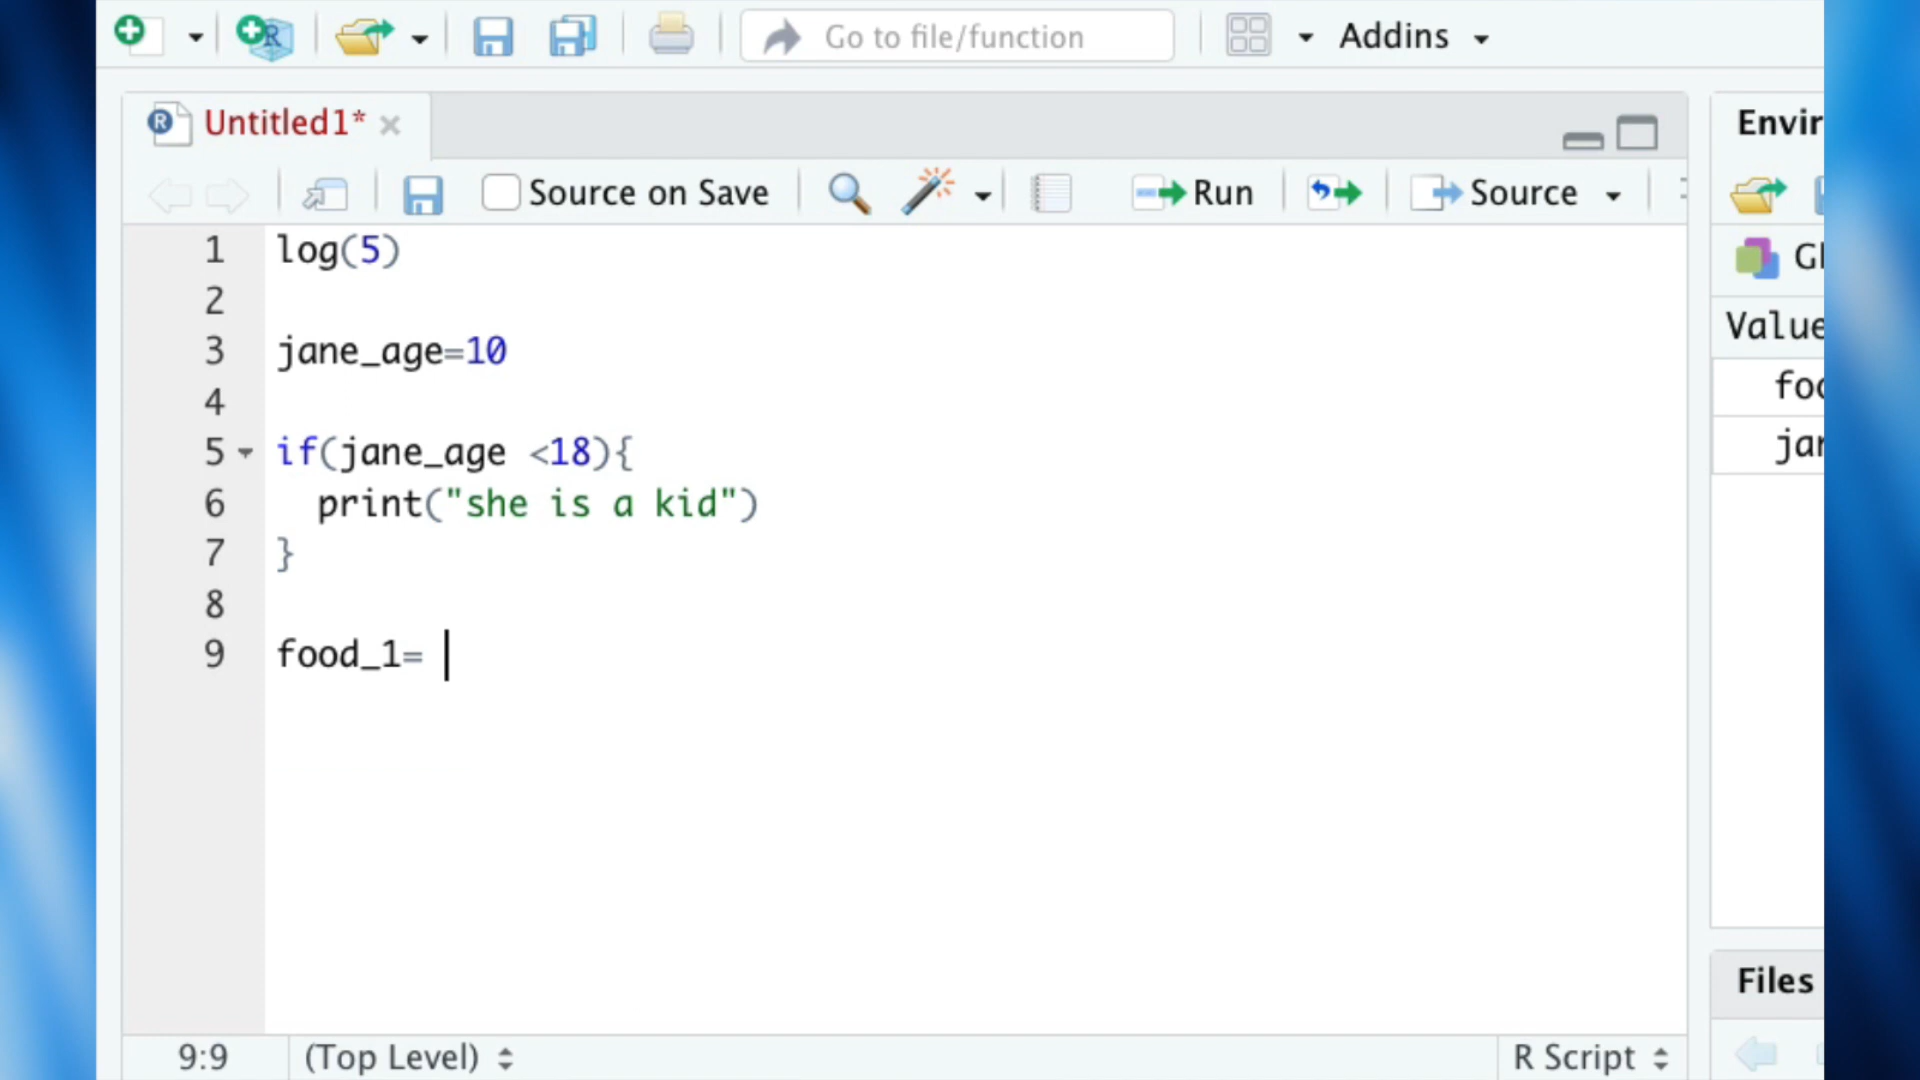 Go to file/function
Addins
Untitled1*
Source on Save
Run
Source
1 log(5)
2
3 jane_age=10
4
5 if(jane_age <18){
6 print("she is a kid")
7 }
8
9 food_1=
9:9
(Top Level)
R Script
Envir
Gl
Value
foo
jan
Files